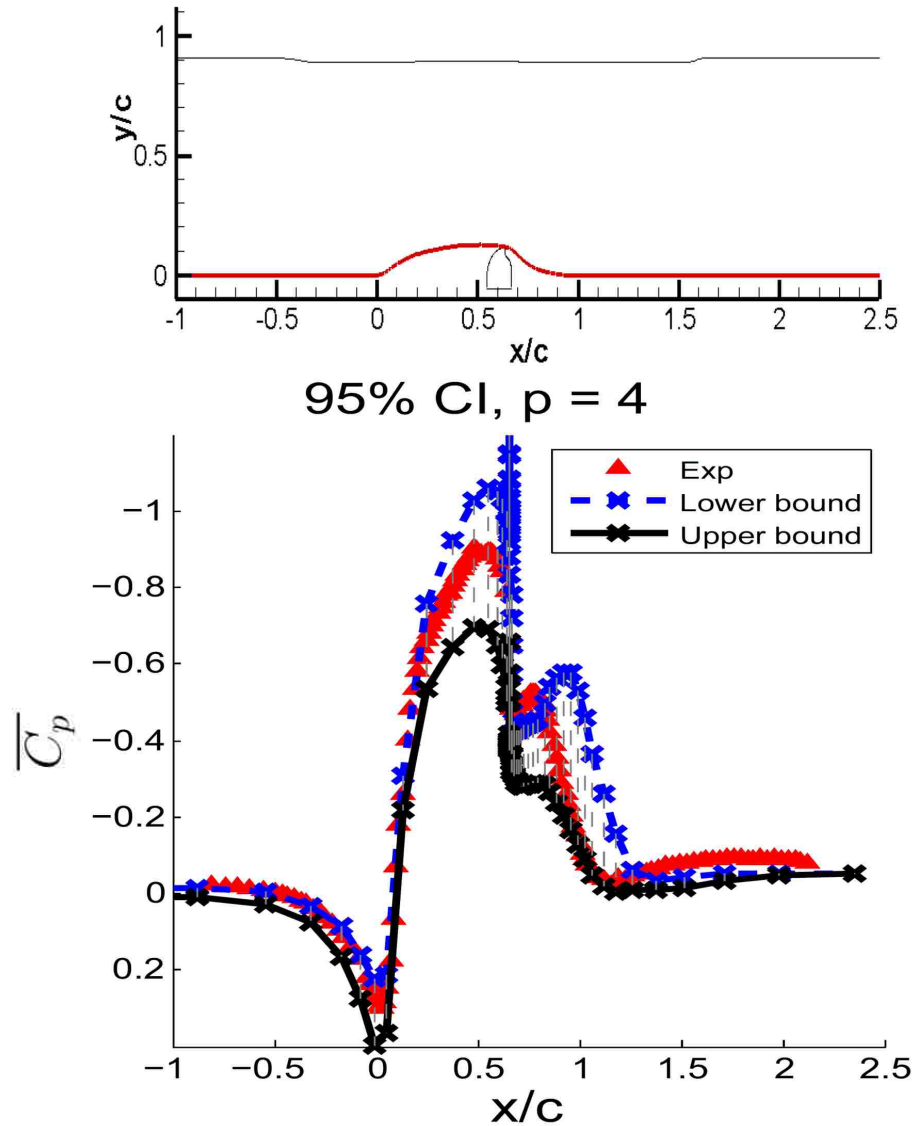 1
y/c
0.5
0
-1 -0.5 0 0.5 1 1.5 2 2.5
x/c
95% CI, p = 4
Exp
Lower bound
Upper bound
−1
−0.8
−0.6
−0.4
−0.2
0
0.2
C̅p
−1 −0.5 0 0.5 1 1.5 2 2.5
x/c